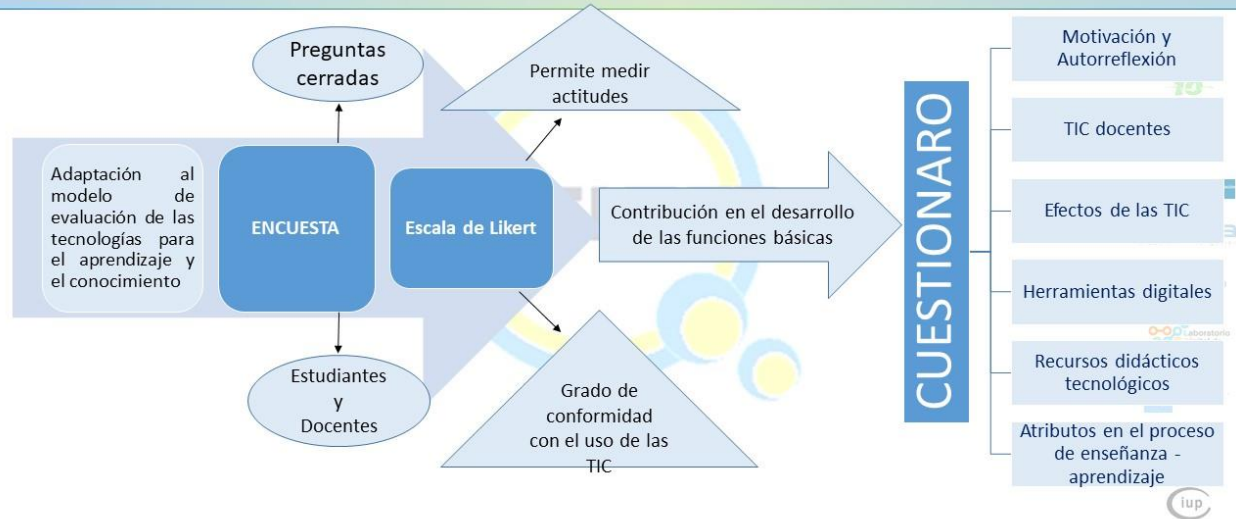 Adaptación al
modelo de
evaluación de las
tecnologías para
el aprendizaje y
el conocimiento
Preguntas
cerradas
ENCUESTA
Estudiantes
y
Docentes
Permite medir
actitudes
Escala de Likert
Grado de
conformidad
con el uso de las
TIC
Contribución en el desarrollo
de las funciones básicas
CUESTIONARO
Motivación y
Autorreflexión
TIC docentes
Efectos de las TIC
Herramientas digitales
Recursos didácticos
tecnológicos
Atributos en el proceso
de enseñanza -
aprendizaje
Laboratorio
iup